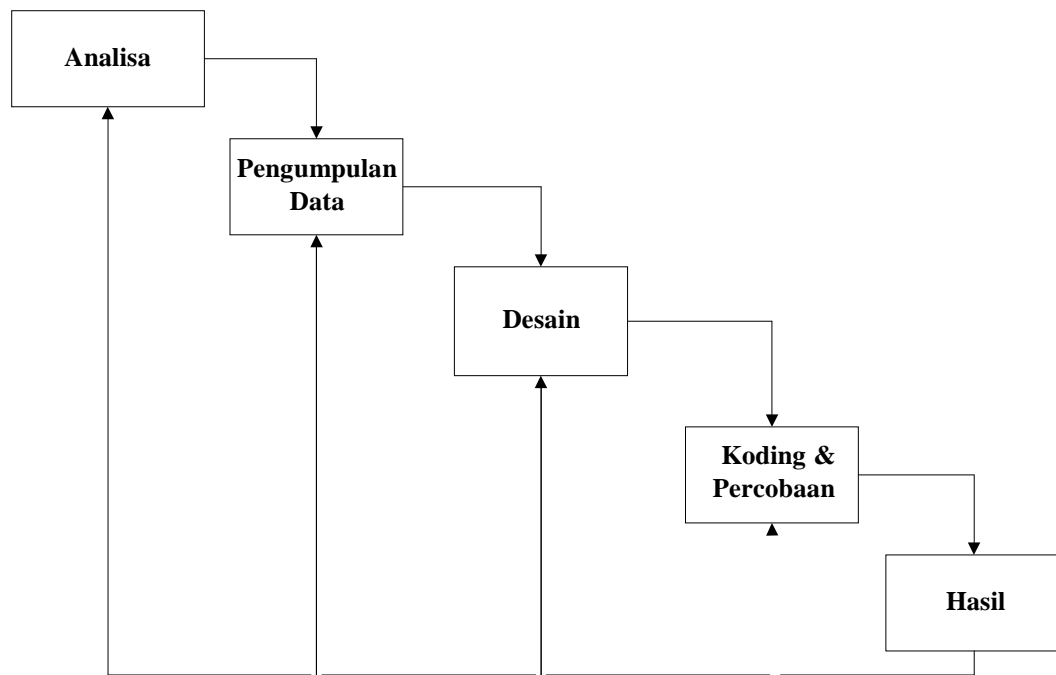 Analisa
Pengumpulan
Data
Desain
Koding &
Percobaan
Hasil